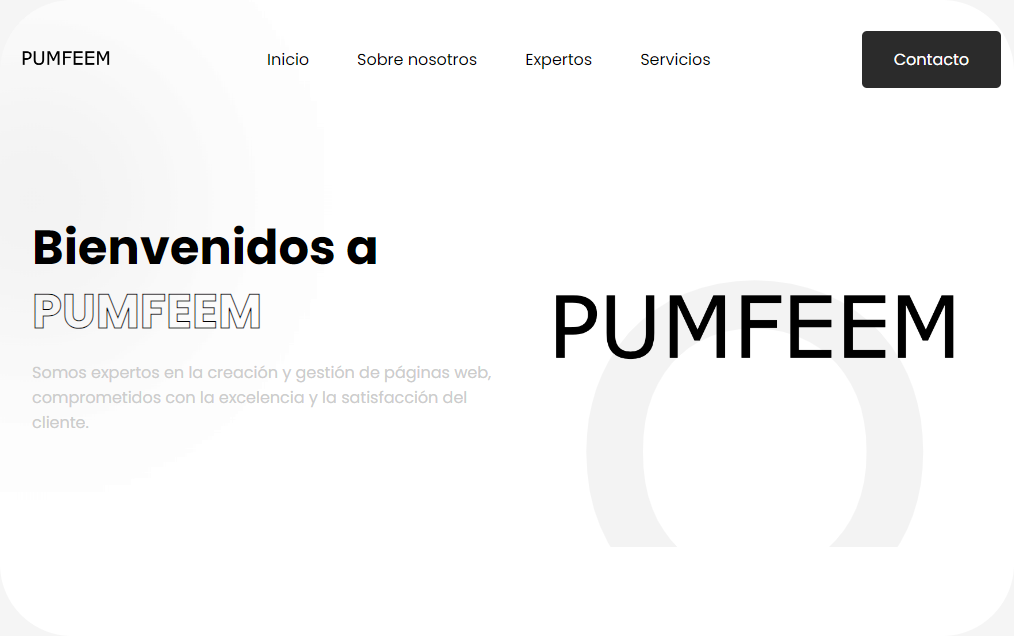 PUMFEEM
Inicio
Sobre nosotros
Expertos
Servicios
Contacto
Bienvenidos a
PUMFEEM
Somos expertos en la creación y gestión de páginas web,
comprometidos con la excelencia y la satisfacción del
cliente.
PUMFEEM